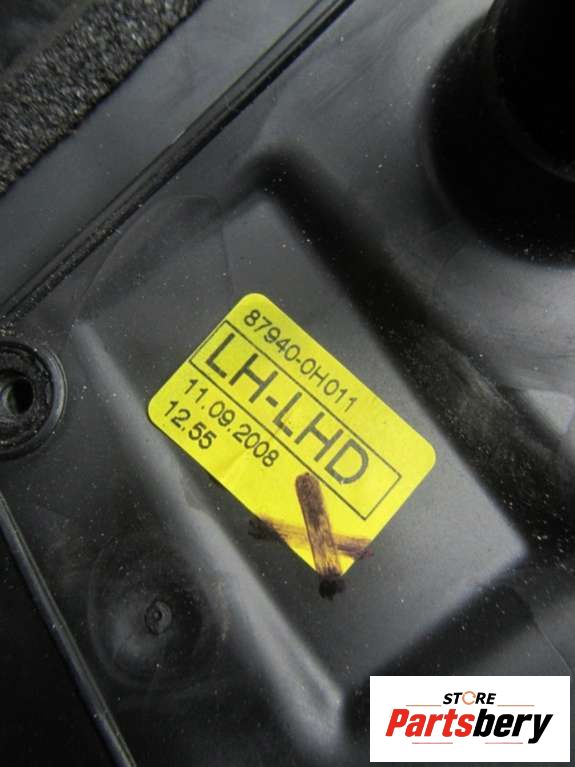 87940-0H011
LH-LHD
11.09.2008
12.55
STORE
Partsbery